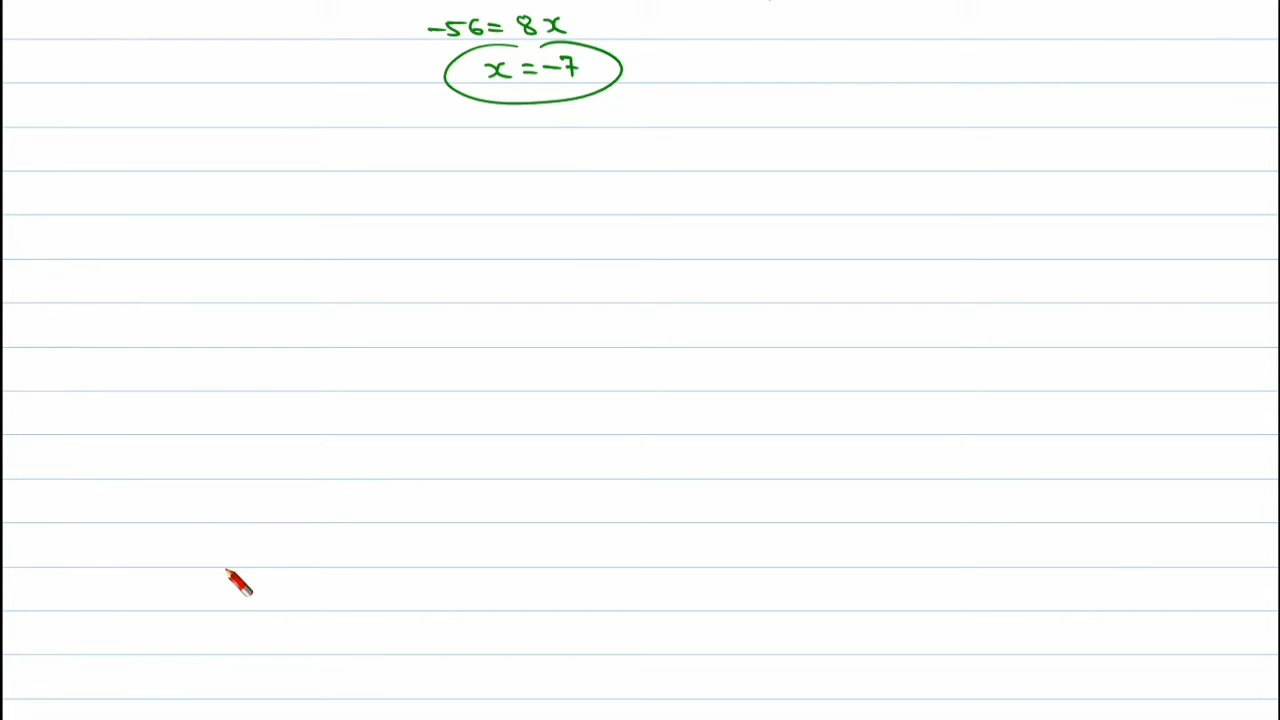 -56= 8x
x = -7